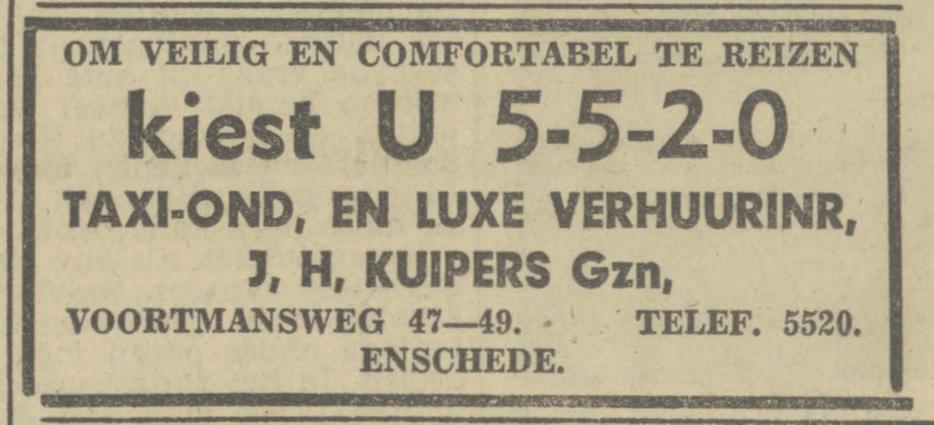 OM VEILIG EN COMFORTABEL TE REIZEN
kiest U 5-5-2-0
TAXI-OND, EN LUXE VERHUURINR,
J, H, KUIPERS Gzn,
VOORTMANSWEG 47—49. TELEF. 5520.
ENSCHEDE.